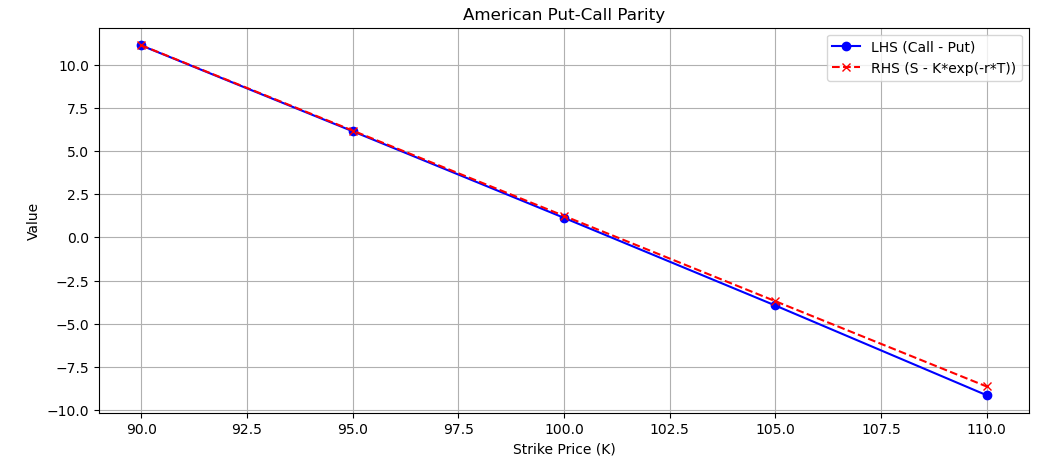 American Put-Call Parity
LHS (Call - Put)
RHS (S - K*exp(-r*T))
10.0
7.5
5.0
2.5
0.0
−2.5
−5.0
−7.5
−10.0
Value
90.0 92.5 95.0 97.5 100.0 102.5 105.0 107.5 110.0
Strike Price (K)